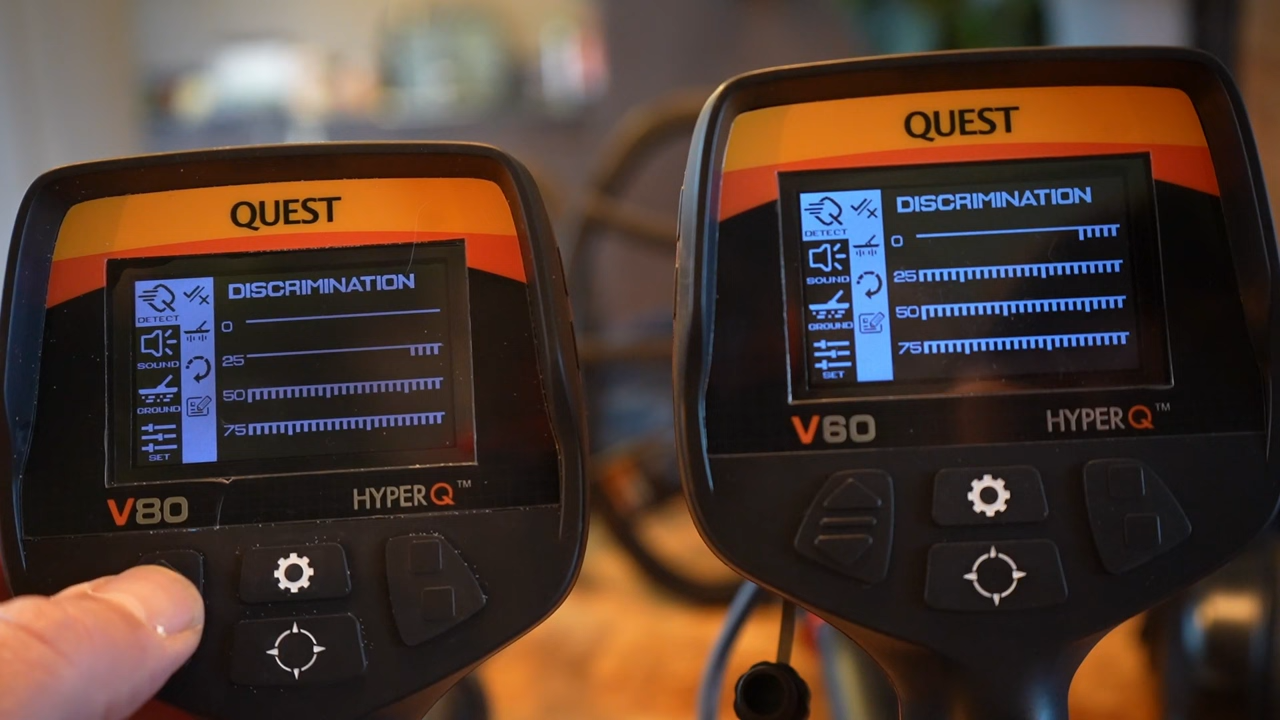 QUEST
DISCRIMINATION
DETECT
0
SOUND
25
GROUND
50
SET
75
V80
HYPERQ™
QUEST
DISCRIMINATION
DETECT
0
SOUND
25
GROUND
50
SET
75
V60
HYPERQ™